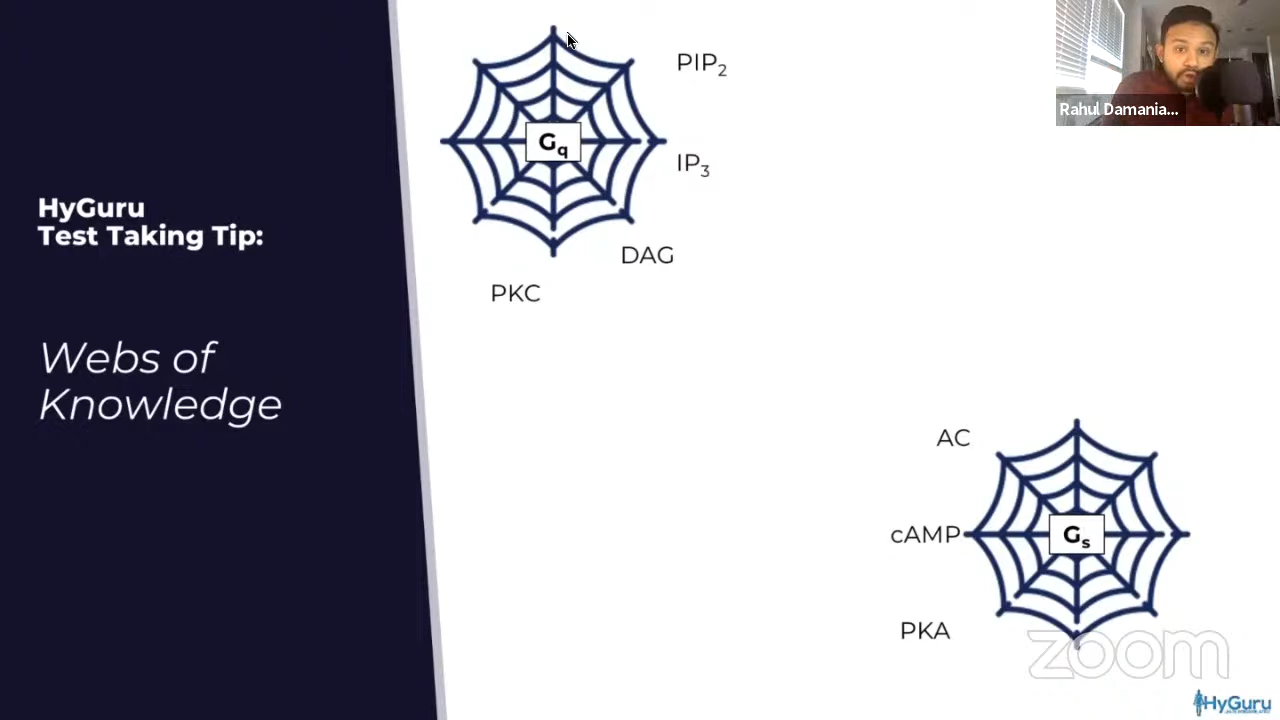 PIP2
Rahul Damania...
Gq
IP3
HyGuru
Test Taking Tip:
DAG
PKC
Webs of
Knowledge
AC
cAMP
Gs
PKA
zoom
HyGuru